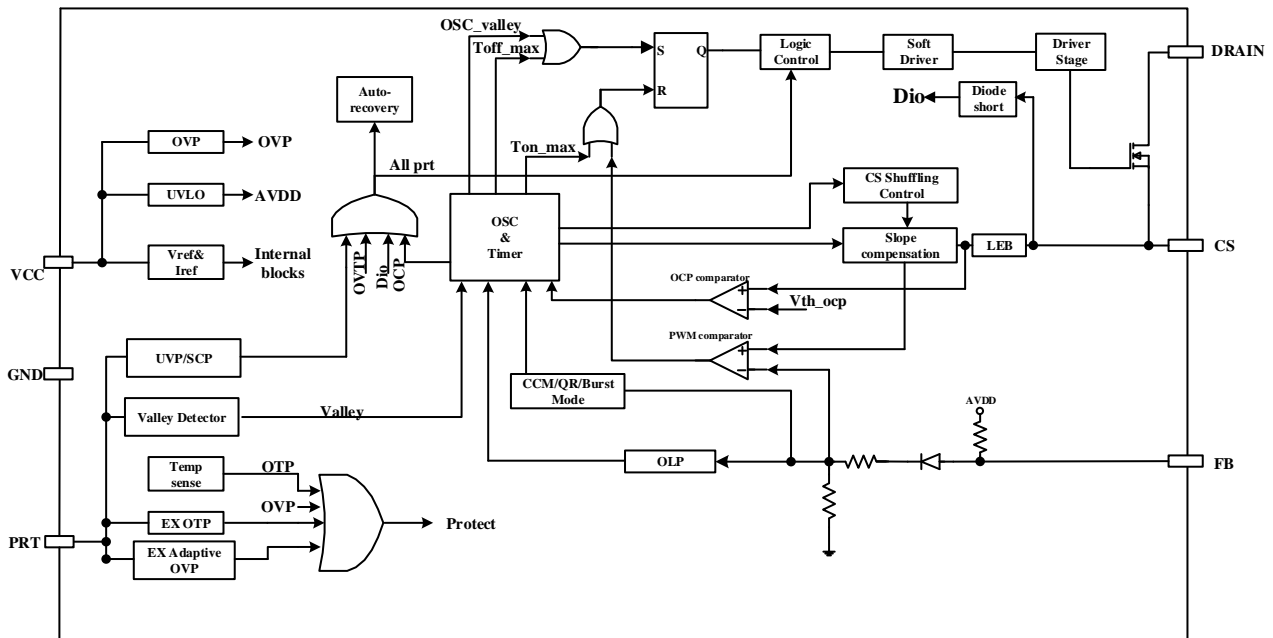 OSC_valley
Toff_max
S
Q
R
Logic
Control
Soft
Driver
Driver
Stage
DRAIN
Auto-
recovery
Dio
Diode
short
OVP
OVP
Ton_max
All prt
UVLO
AVDD
CS Shuffling
Control
OSC
&
Timer
Slope
compensation
LEB
CS
Vref&
Iref
Internal
blocks
VCC
OVTP
Dio
OCP
OCP comparator
+
−
Vth_ocp
PWM comparator
+
−
UVP/SCP
GND
CCM/QR/Burst
Mode
Valley Detector
Valley
AVDD
Temp
sense
OTP
OLP
FB
OVP
EX OTP
Protect
PRT
EX Adaptive
OVP